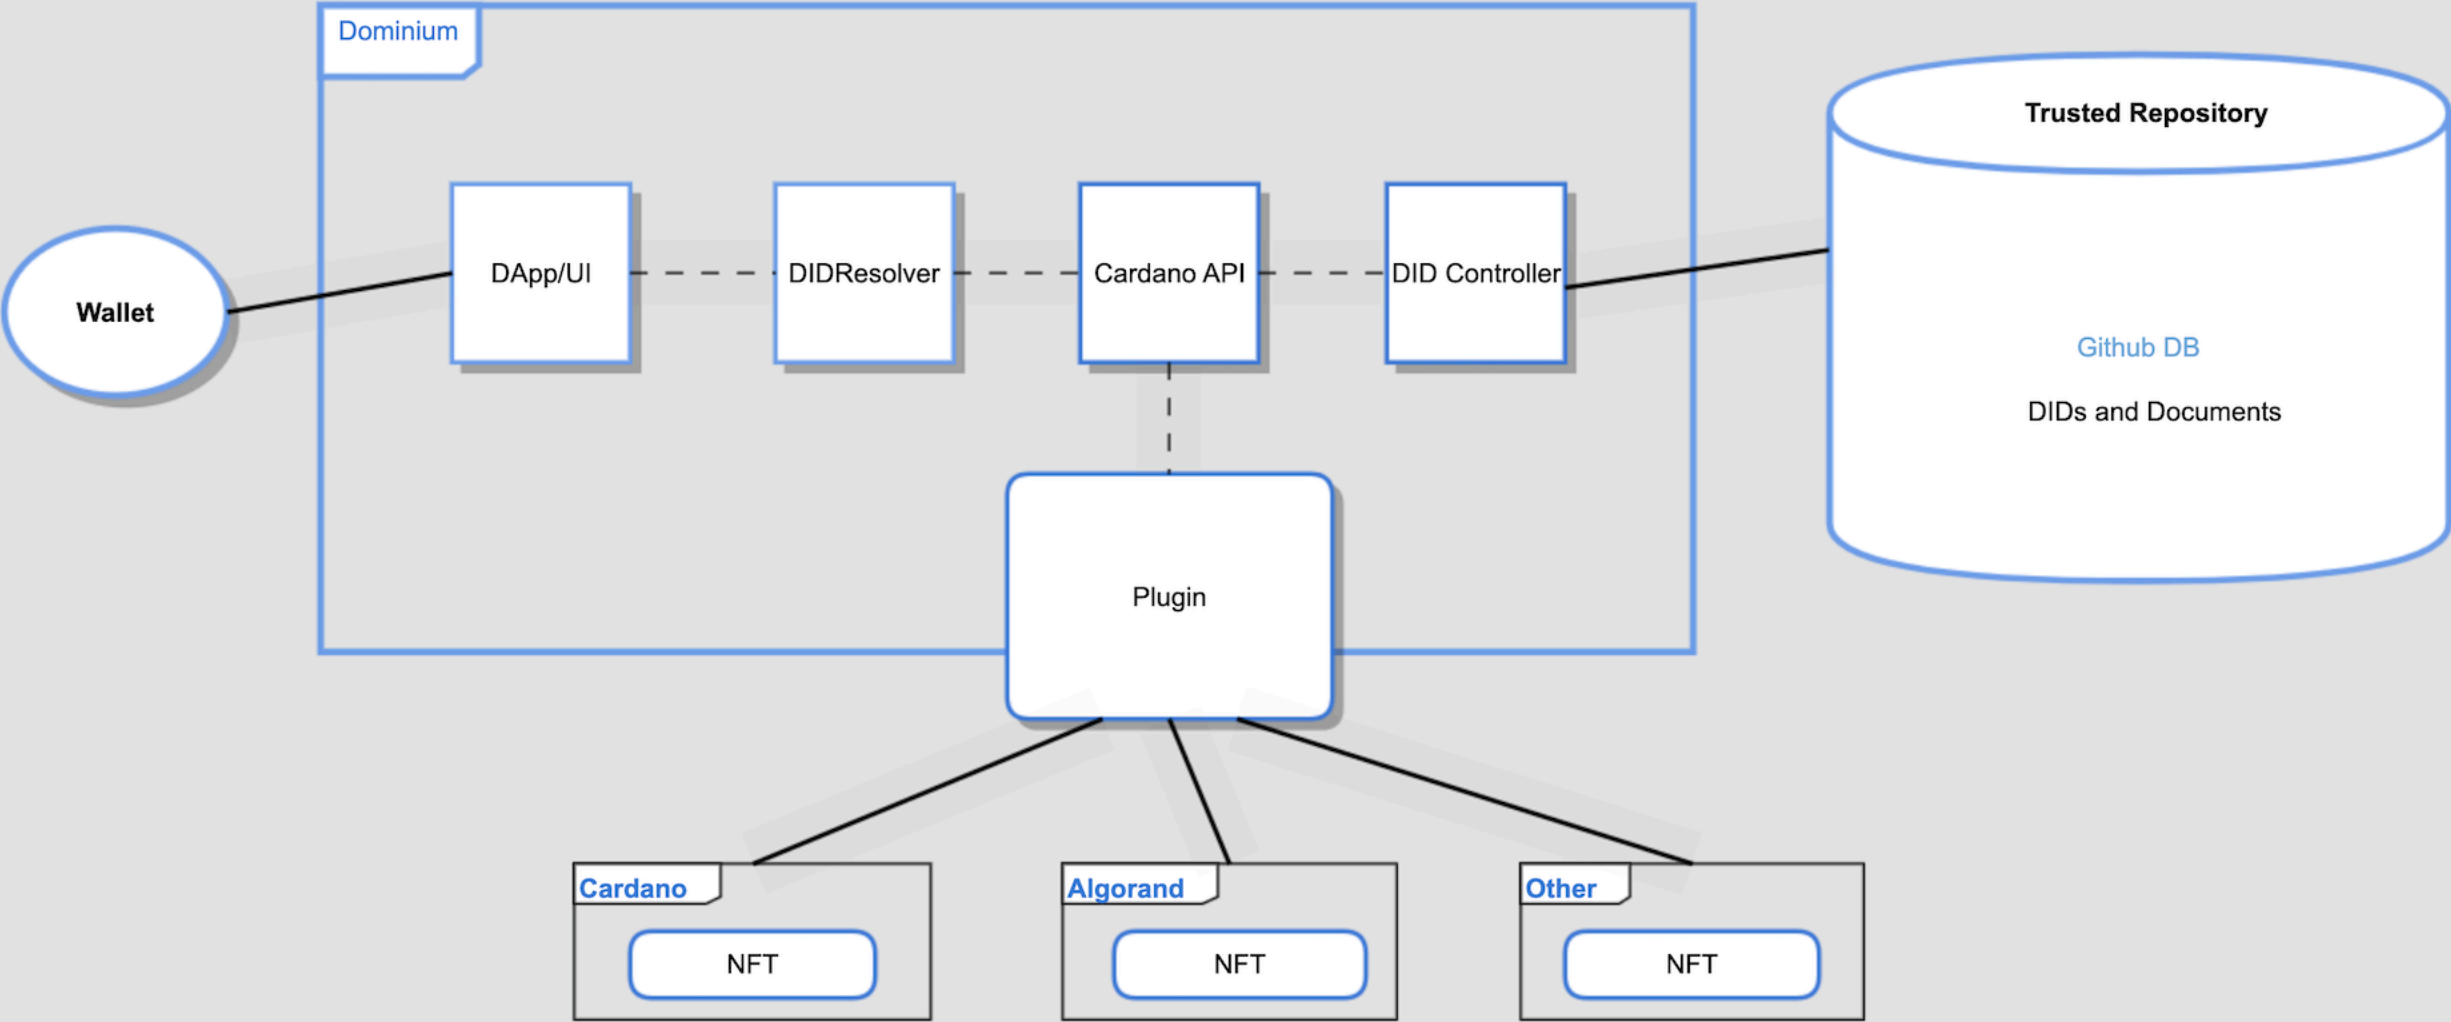 Dominium
Trusted Repository
Wallet
DApp/UI
DIDResolver
Cardano API
DID Controller
Github DB
DIDs and Documents
Plugin
Cardano
NFT
Algorand
NFT
Other
NFT